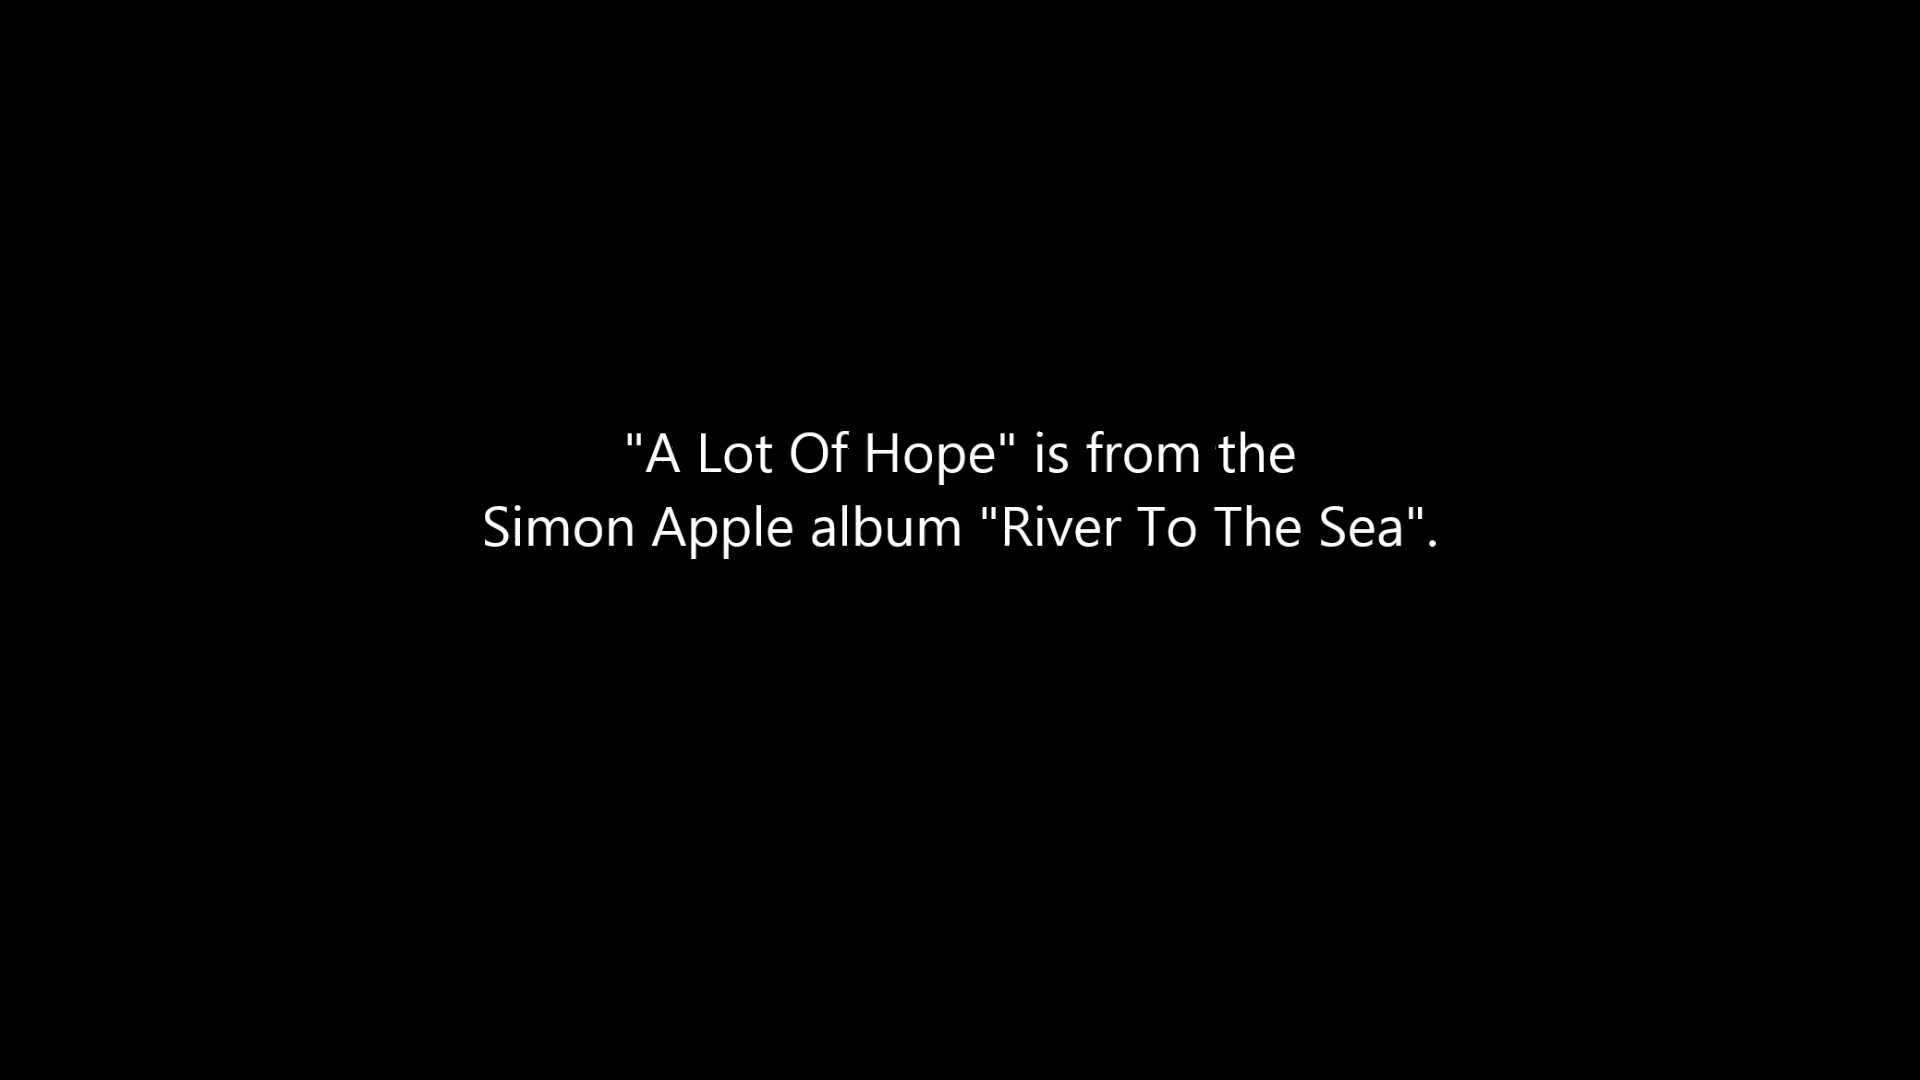 "A Lot Of Hope" is from the
Simon Apple album "River To The Sea".